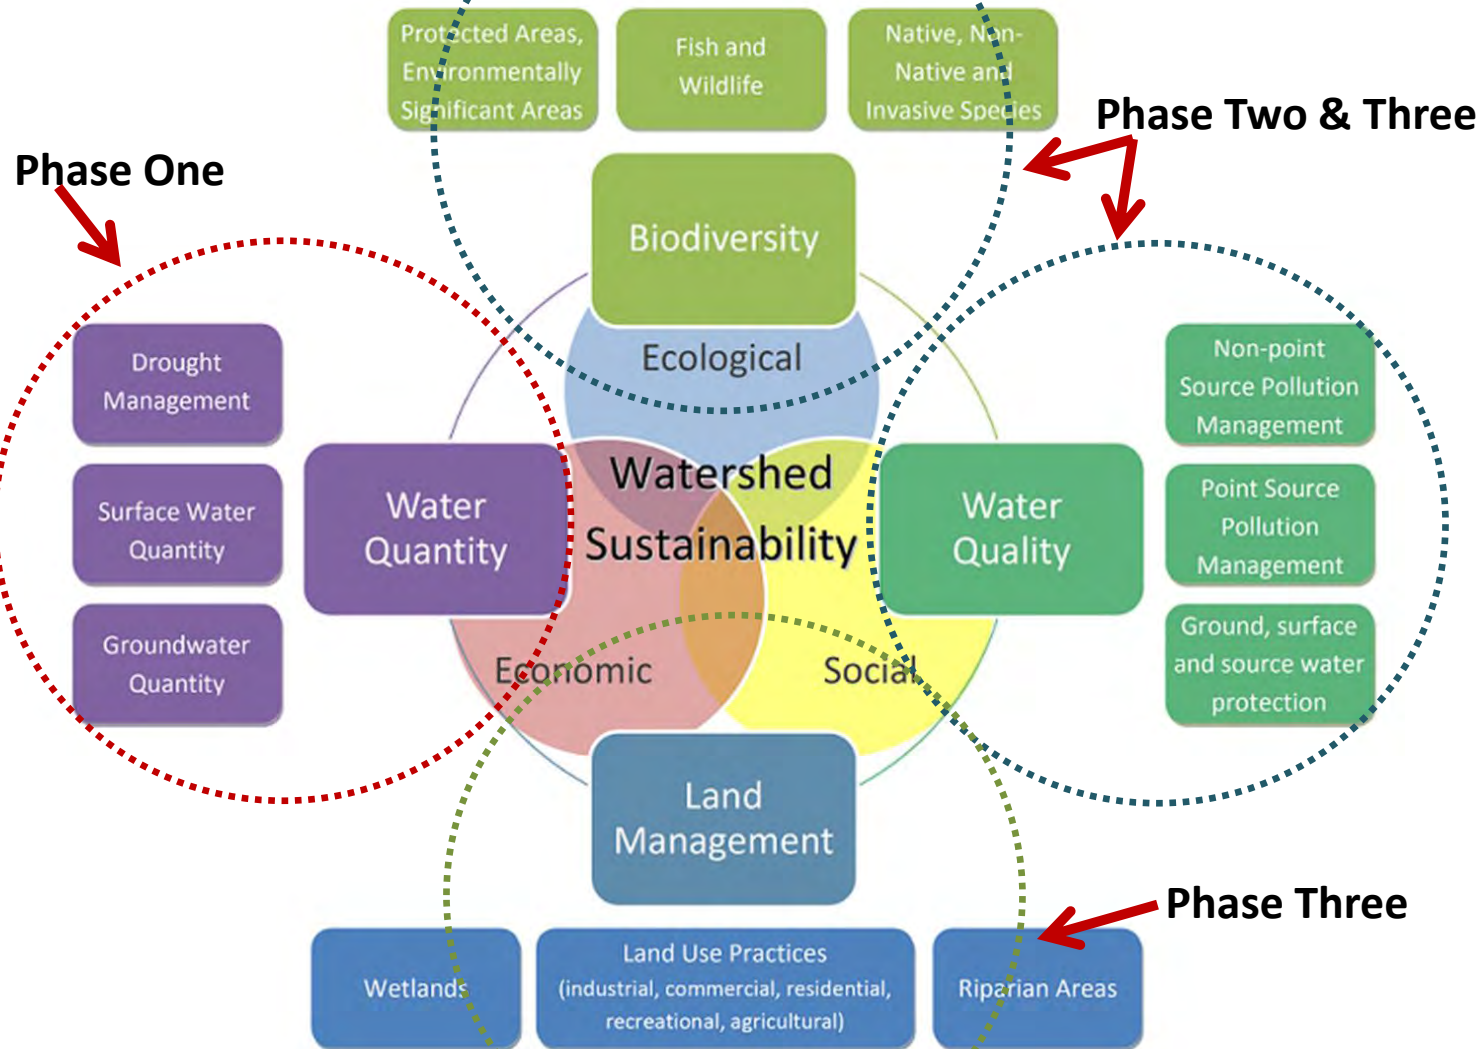 Protected Areas,
Environmentally
Significant Areas
Fish and
Wildlife
Native, Non-
Native and
Invasive Species
Phase Two & Three
Phase One
Biodiversity
Ecological
Drought
Management
Surface Water
Quantity
Groundwater
Quantity
Water
Quantity
Watershed
Sustainability
Water
Quality
Non-point
Source Pollution
Management
Point Source
Pollution
Management
Ground, surface
and source water
protection
Economic
Social
Land
Management
Phase Three
Wetlands
Land Use Practices
(industrial, commercial, residential,
recreational, agricultural)
Riparian Areas